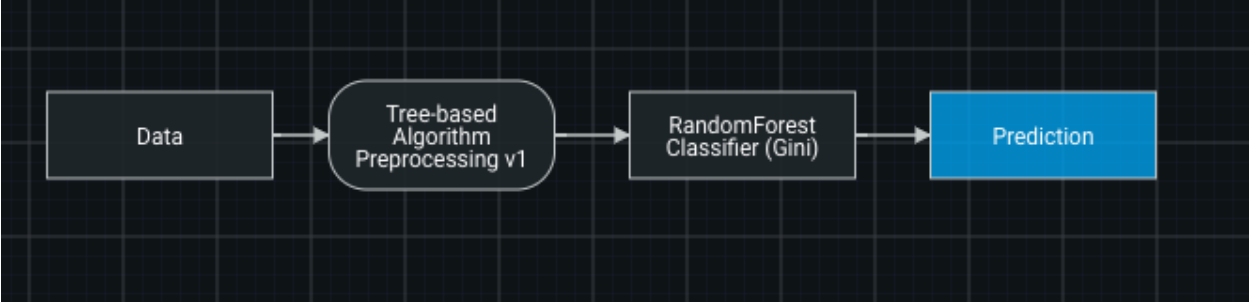 Data
Tree-based
Algorithm
Preprocessing v1
RandomForest
Classifier (Gini)
Prediction